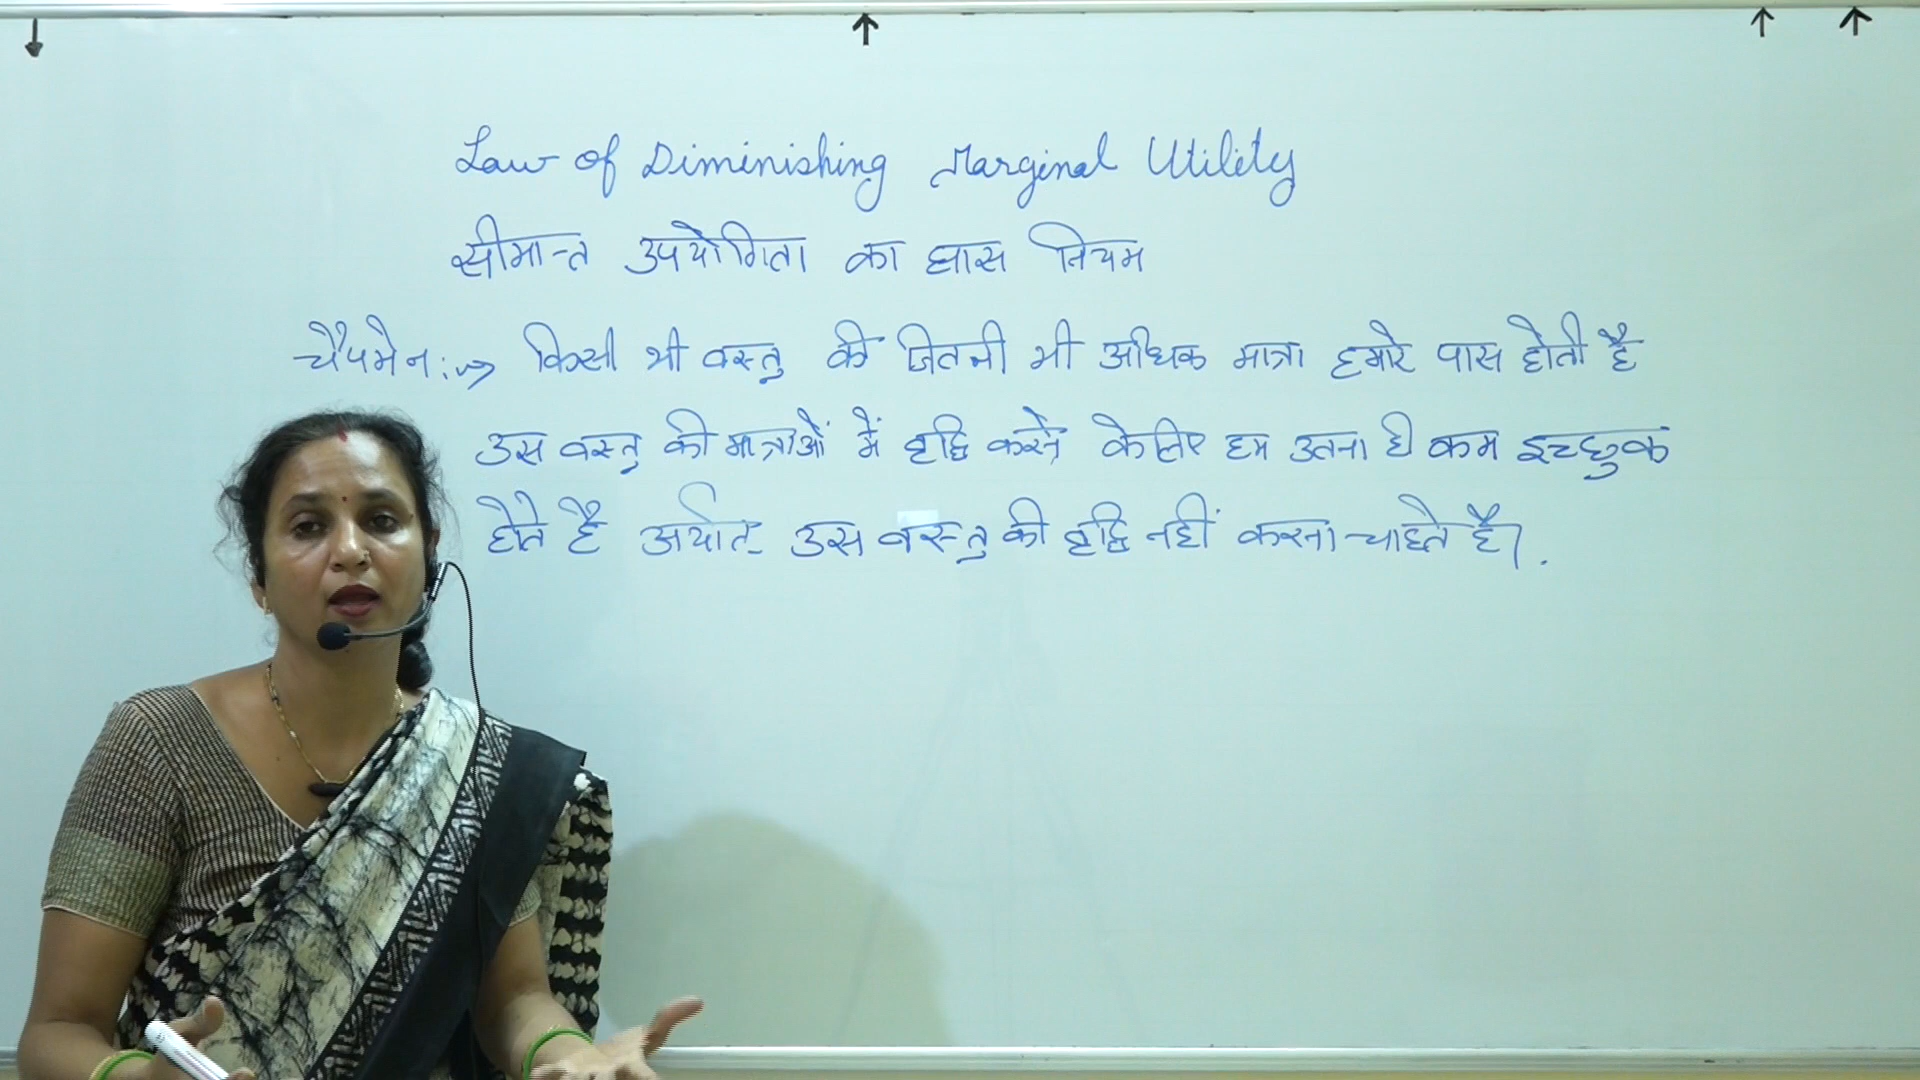 Law of Diminishing Marginal Utility
सीमान्त उपयोगिता का ह्रास नियम
चैपमेन :→ किसी भी वस्तु की जितनी भी अधिक मात्रा हमारे पास होती है
उस वस्तु की मात्राओं में वृद्धि करने के लिए हम उतना ही कम इच्छुक
होते है अर्थात् उस वस्तु की वृद्धि नहीं करना चाहते है।.